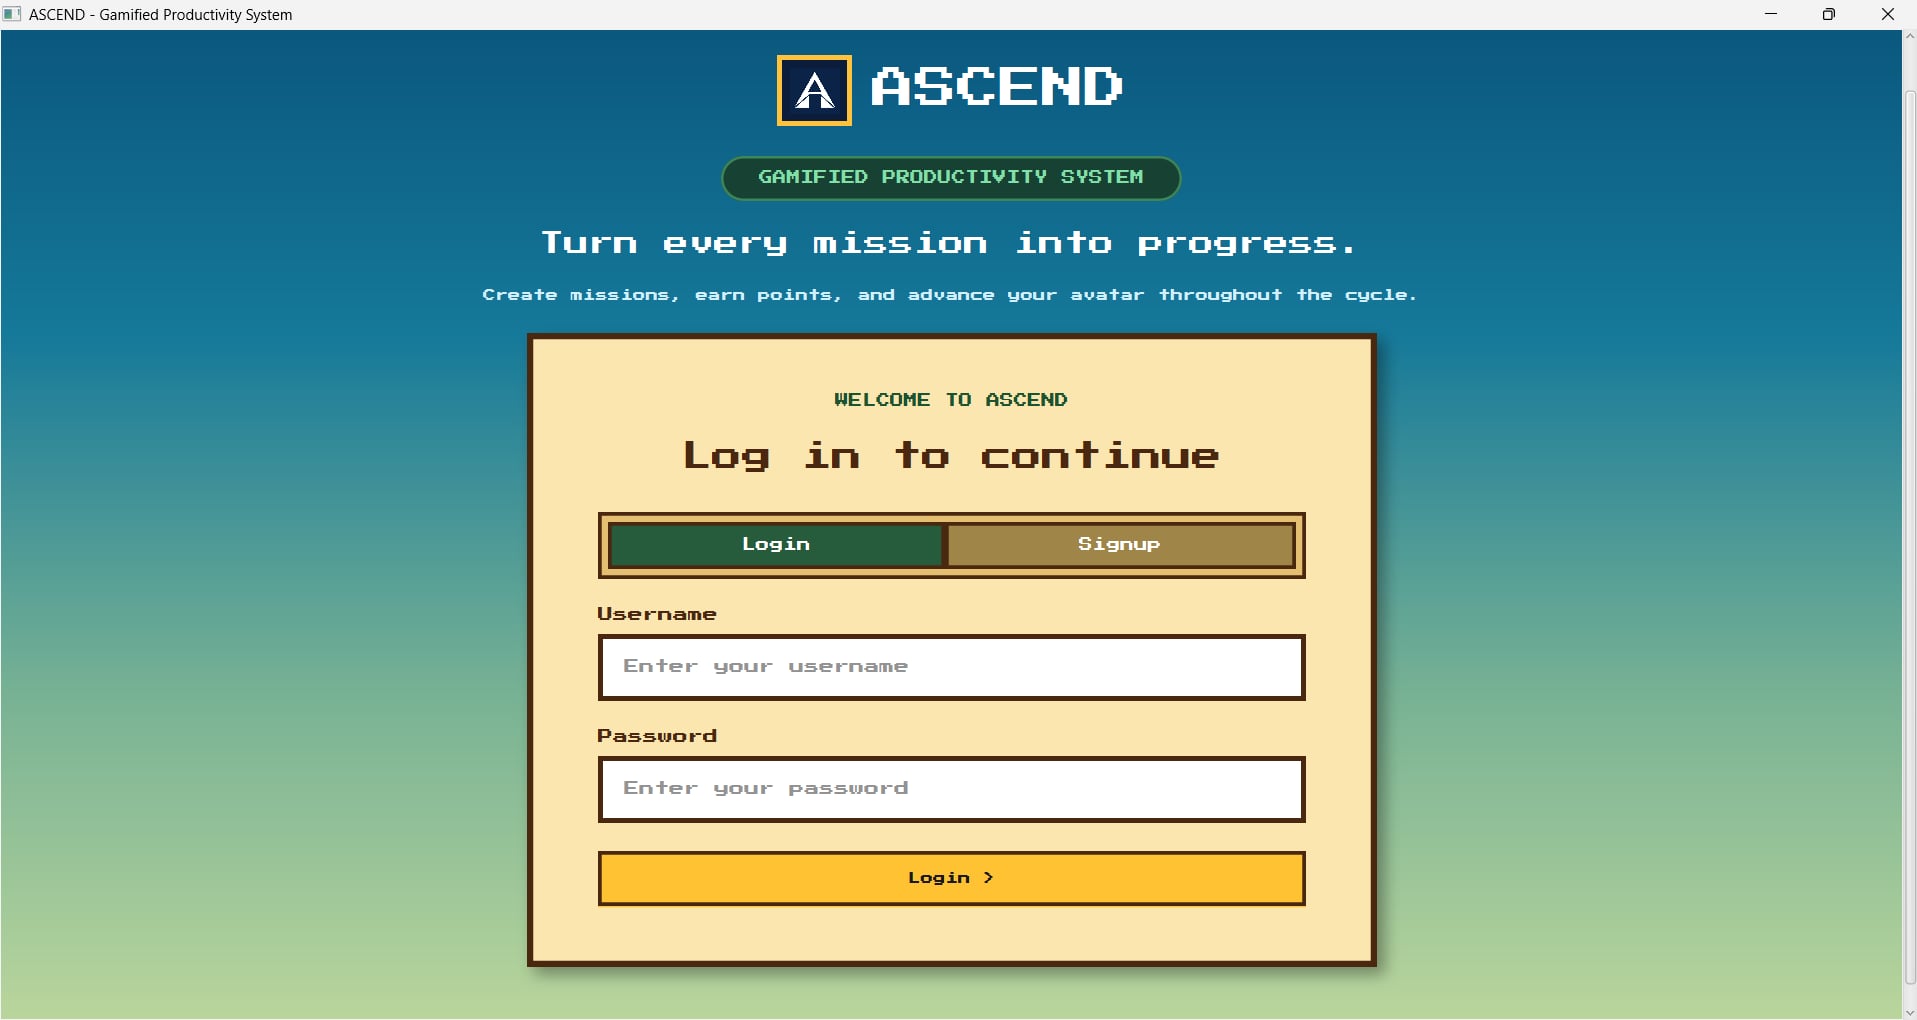 ASCEND - Gamified Productivity System
ASCEND
GAMIFIED PRODUCTIVITY SYSTEM
Turn every mission into progress.
Create missions, earn points, and advance your avatar throughout the cycle.
WELCOME TO ASCEND
Log in to continue
Login Signup
Username
Enter your username
Password
Enter your password
Login >